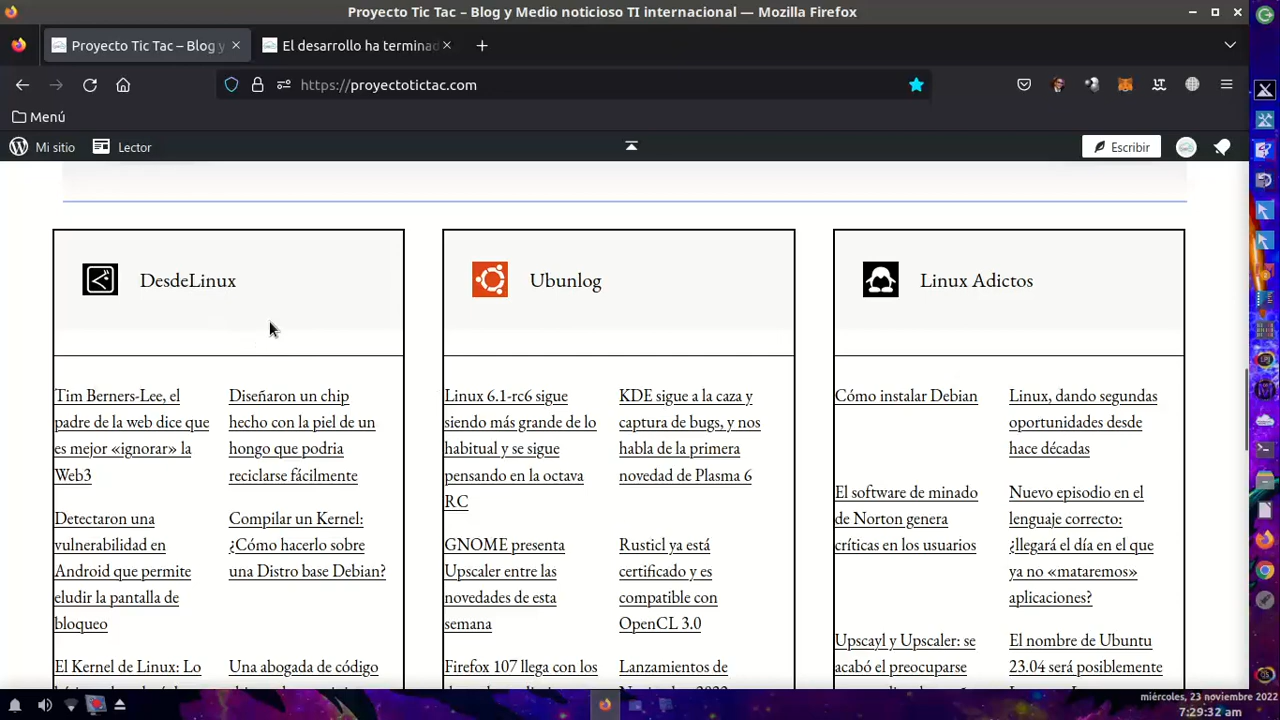 Proyecto Tic Tac – Blog y Medio noticioso TI internacional — Mozilla Firefox
Proyecto Tic Tac – Blog y
El desarrollo ha terminad
https://proyectotictac.com
Menú
Mi sitio
Lector
Escribir
DesdeLinux
Tim Berners-Lee, el
padre de la web dice que
es mejor «ignorar» la
Web3
Diseñaron un chip
hecho con la piel de un
hongo que podria
reciclarse fácilmente
Detectaron una
vulnerabilidad en
Android que permite
eludir la pantalla de
bloqueo
Compilar un Kernel:
¿Cómo hacerlo sobre
una Distro base Debian?
El Kernel de Linux: Lo
Una abogada de código
Ubunlog
Linux 6.1-rc6 sigue
siendo más grande de lo
habitual y se sigue
pensando en la octava
RC
KDE sigue a la caza y
captura de bugs, y nos
habla de la primera
novedad de Plasma 6
GNOME presenta
Upscaler entre las
novedades de esta
semana
Rusticl ya está
certificado y es
compatible con
OpenCL 3.0
Firefox 107 llega con los
Lanzamientos de
Linux Adictos
Cómo instalar Debian
Linux, dando segundas
oportunidades desde
hace décadas
El software de minado
de Norton genera
críticas en los usuarios
Nuevo episodio en el
lenguaje correcto:
¿llegará el día en el que
ya no «mataremos»
aplicaciones?
Upscayl y Upscaler: se
acabó el preocuparse
El nombre de Ubuntu
23.04 será posiblemente
miércoles, 23 noviembre 2022
7:29:32 am